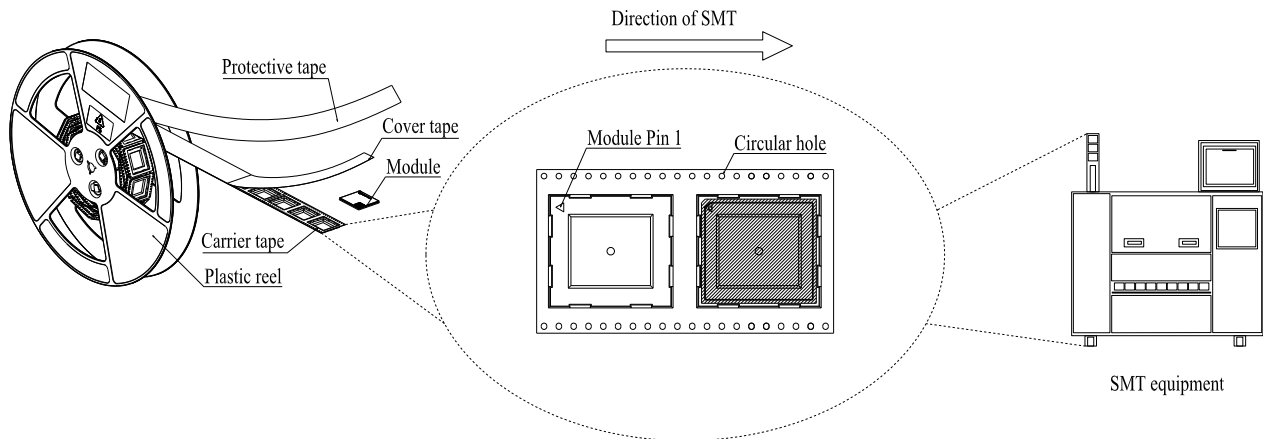 Direction of SMT
Protective tape
Cover tape
Module
Carrier tape
Plastic reel
Module Pin 1
Circular hole
SMT equipment